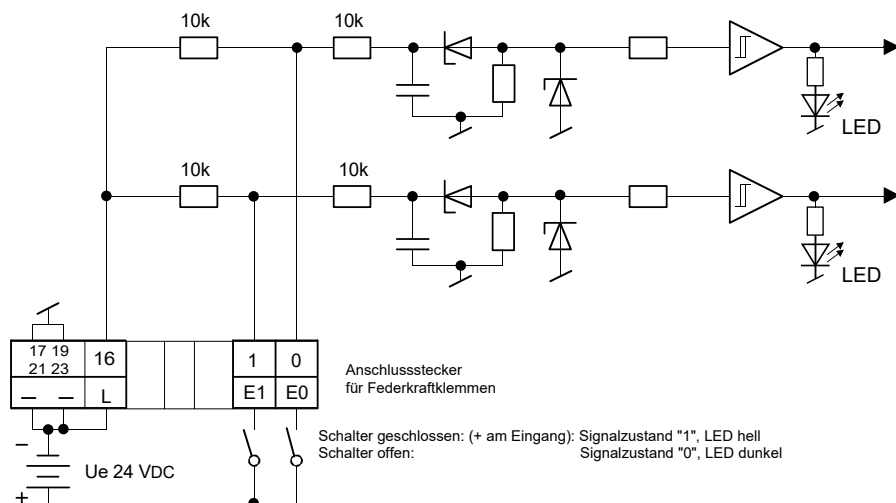 10k
10k
LED
10k
10k
LED
17 19
21 23
16
1
0
L
E1
E0
Anschlussstecker
für Federkraftklemmen
Schalter geschlossen: (+ am Eingang): Signalzustand "1", LED hell
Schalter offen: Signalzustand "0", LED dunkel
–
Ue 24 VDC
+